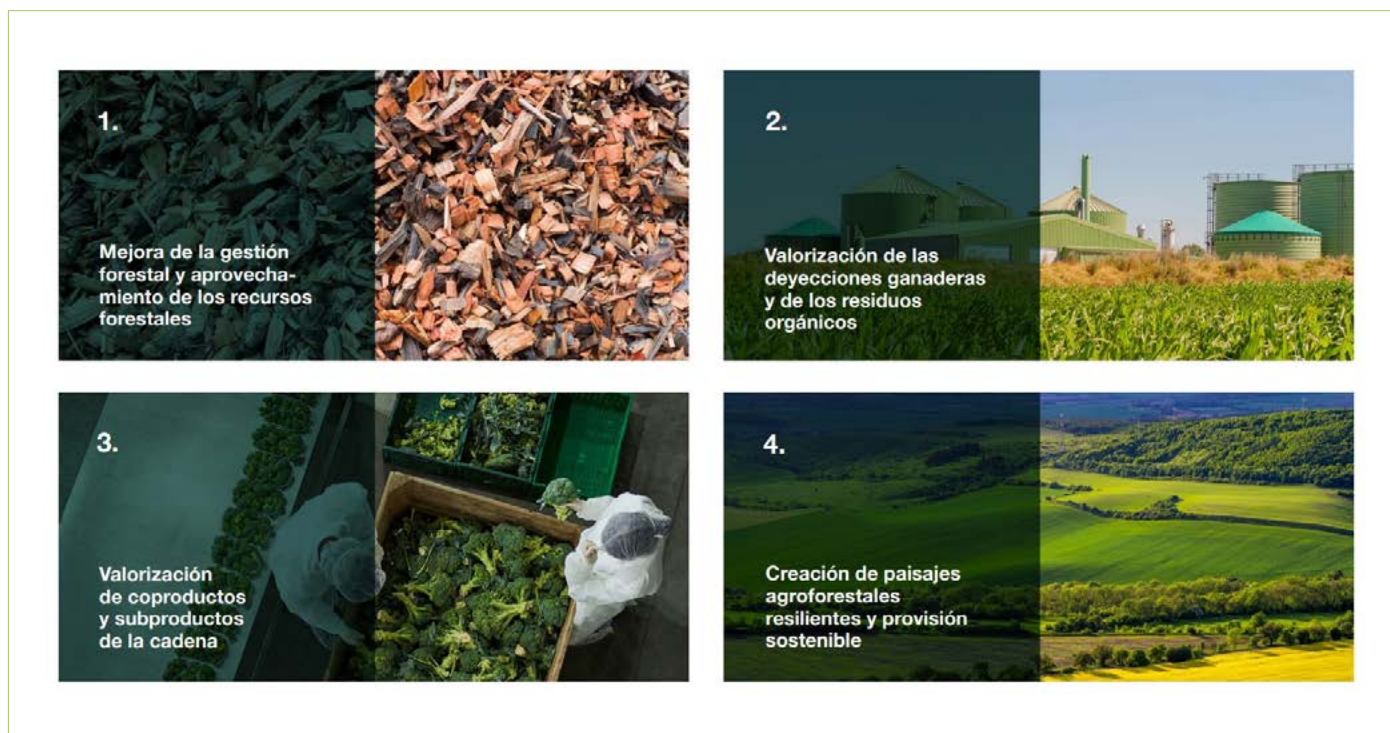 1.
Mejora de la gestión
forestal y aprovecha-
miento de los recursos
forestales
2.
Valorización de las
deyecciones ganaderas
y de los residuos
orgánicos
3.
Valorización
de coproductos
y subproductos
de la cadena
4.
Creación de paisajes
agroforestales
resilientes y provisión
sostenible